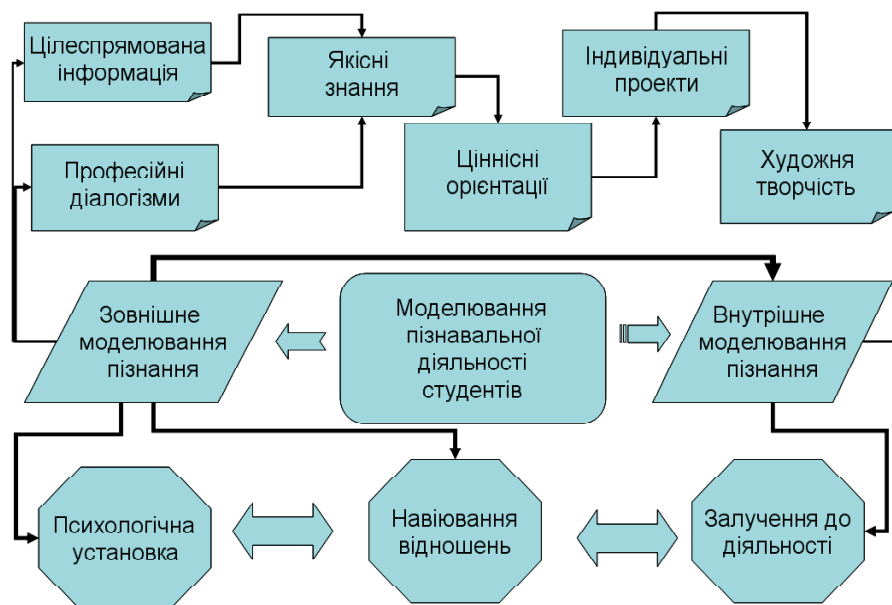 Цілеспрямована
інформація
Якісні
знання
Індивідуальні
проекти
Професійні
діалогізми
Ціннісні
орієнтації
Художня
творчість
Зовнішнє
моделювання
пізнання
Моделювання
пізнавальної
діяльності
студентів
Внутрішнє
моделювання
пізнання
Психологічна
установка
Навіювання
відношень
Залучення до
діяльності